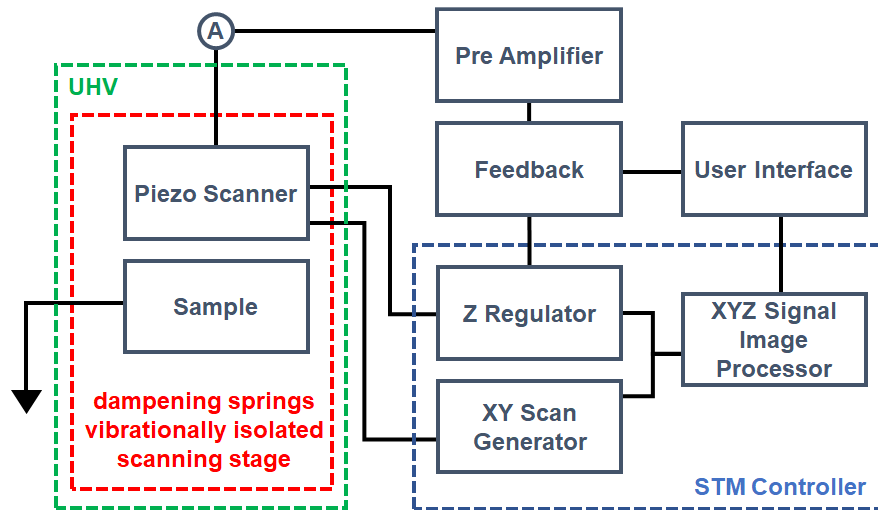 A
Pre Amplifier
UHV
Piezo Scanner
Feedback
User Interface
Sample
Z Regulator
XYZ Signal
Image
Processor
dampening springs
vibrationally isolated
scanning stage
XY Scan
Generator
STM Controller